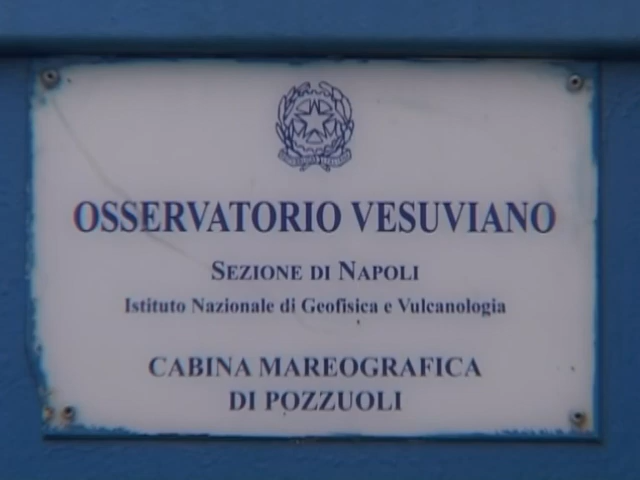 OSSERVATORIO VESUVIANO
SEZIONE DI NAPOLI
Istituto Nazionale di Geofisica e Vulcanologia
CABINA MAREOGRAFICA
DI POZZUOLI